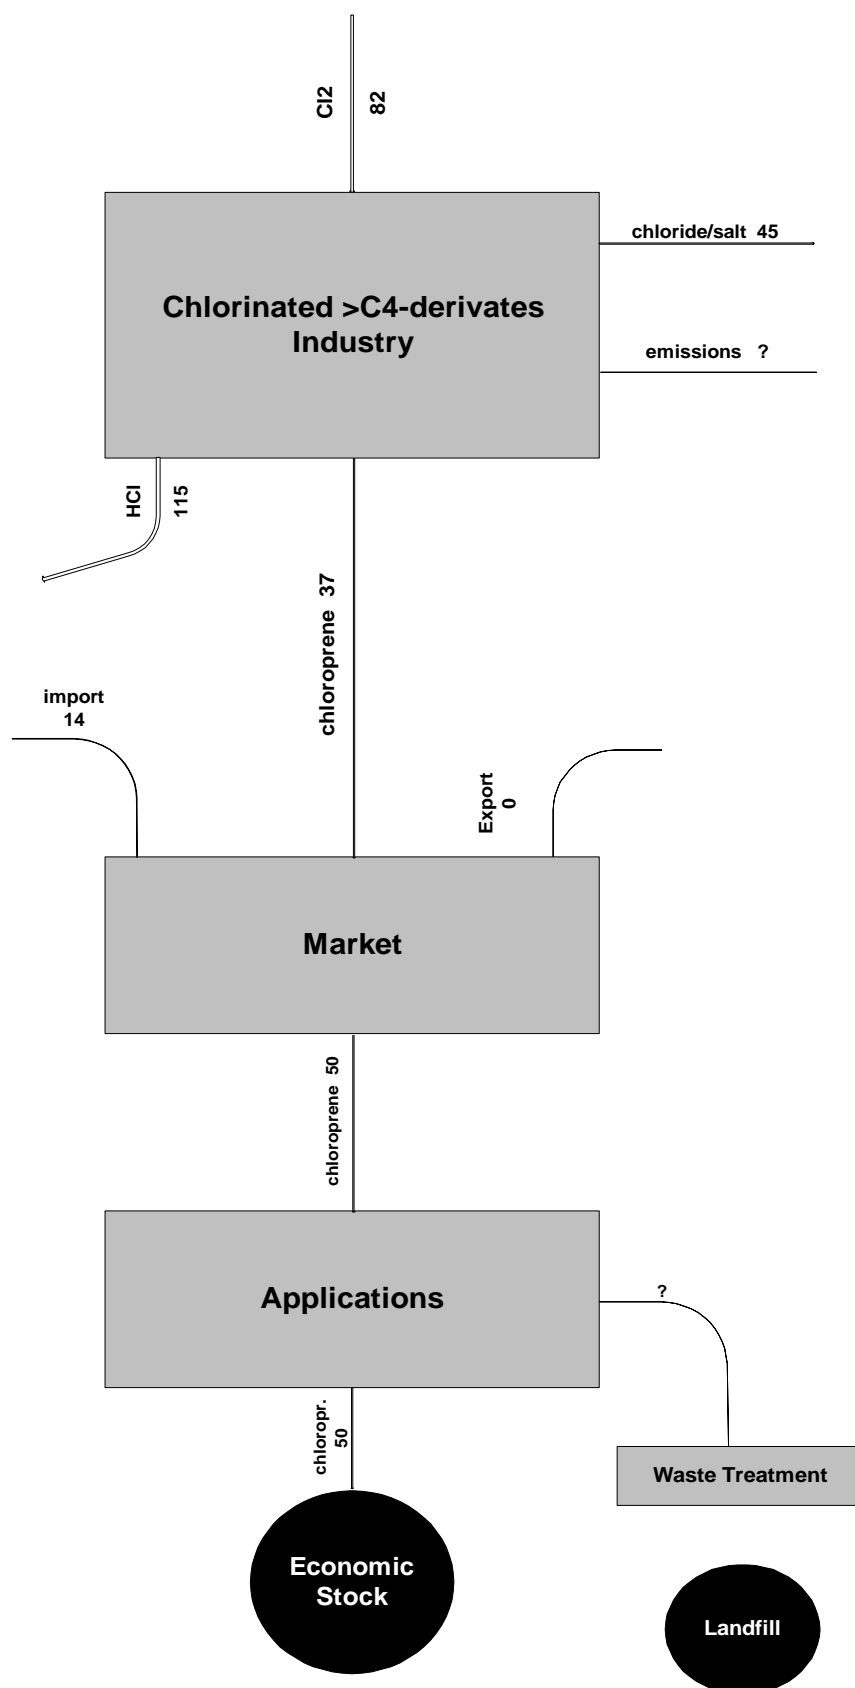 Cl2
82
Chlorinated >C4-derivates
Industry
chloride/salt 45
emissions ?
HCl
115
chloroprene 37
import
14
Export
0
Market
chloroprene 50
Applications
?
chloropr.
50
Waste Treatment
Economic
Stock
Landfill